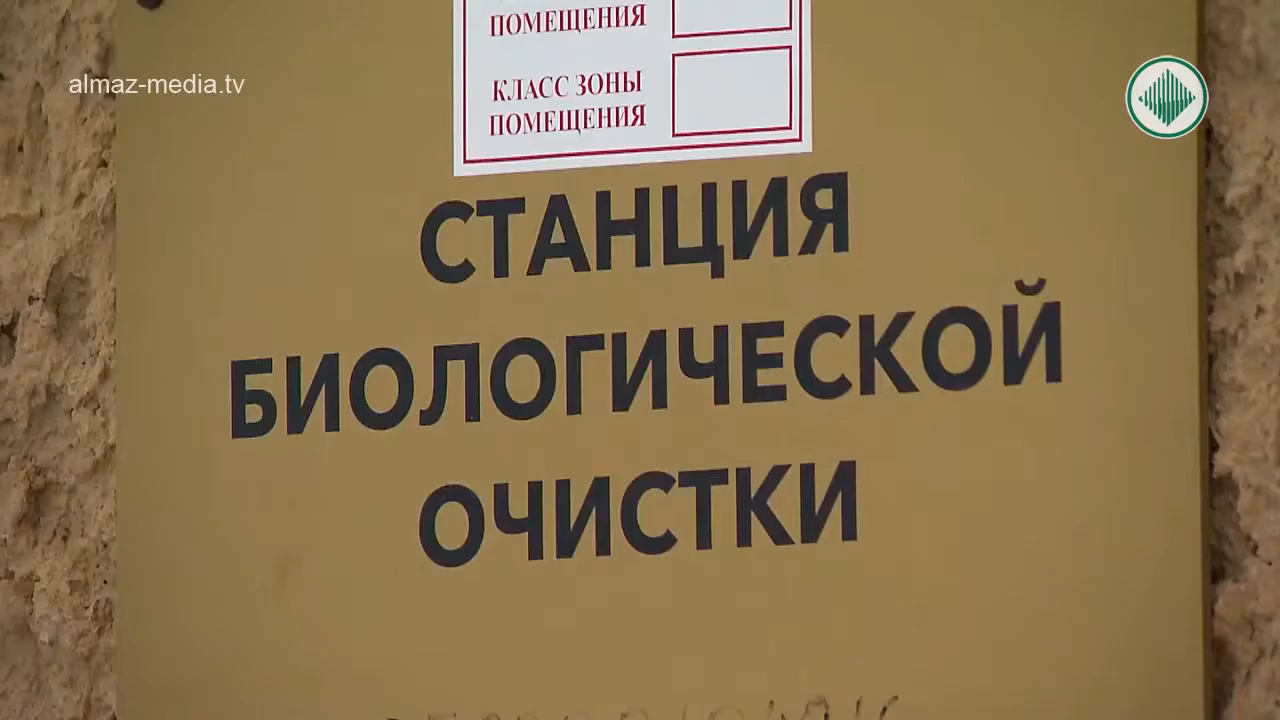 ПОМЕЩЕНИЯ
almaz-media.tv
КЛАСС ЗОНЫ
ПОМЕЩЕНИЯ
СТАНЦИЯ
БИОЛОГИЧЕСКОЙ
ОЧИСТКИ